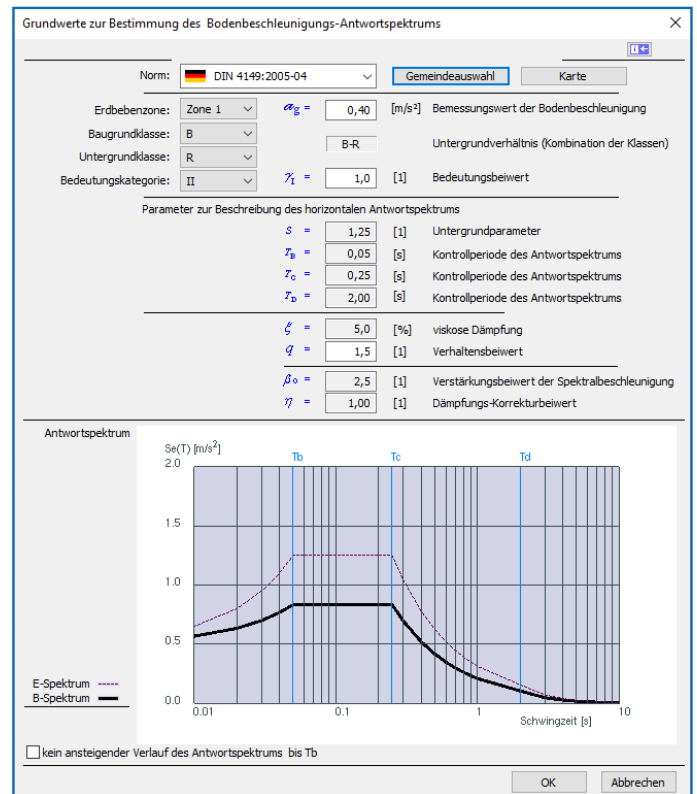 Grundwerte zur Bestimmung des Bodenbeschleunigungs-Antwortspektrums
Norm: DIN 4149:2005-04 Gemeindeauswahl Karte
Erdbebenzone: Zone 1 ag = 0,40 [m/s²] Bemessungswert der Bodenbeschleunigung
Baugrundklasse: B B-R Untergrundverhältnis (Kombination der Klassen)
Untergrundklasse: R
Bedeutungskategorie: II γI = 1,0 [1] Bedeutungsbeiwert
Parameter zur Beschreibung des horizontalen Antwortspektrums
S = 1,25 [1] Untergrundparameter
TB = 0,05 [s] Kontrollperiode des Antwortspektrums
TC = 0,25 [s] Kontrollperiode des Antwortspektrums
TD = 2,00 [s] Kontrollperiode des Antwortspektrums
ξ = 5,0 [%] viskose Dämpfung
q = 1,5 [1] Verhaltensbeiwert
β0 = 2,5 [1] Verstärkungsbeiwert der Spektralbeschleunigung
η = 1,00 [1] Dämpfungs-Korrekturbeiwert
Antwortspektrum
Se(T) [m/s²]
Tb Tc Td
2.0
1.5
1.0
0.5
0.0
0.01 0.1 1 10
Schwingzeit [s]
E-Spektrum
B-Spektrum
kein ansteigender Verlauf des Antwortspektrums bis Tb
OK Abbrechen